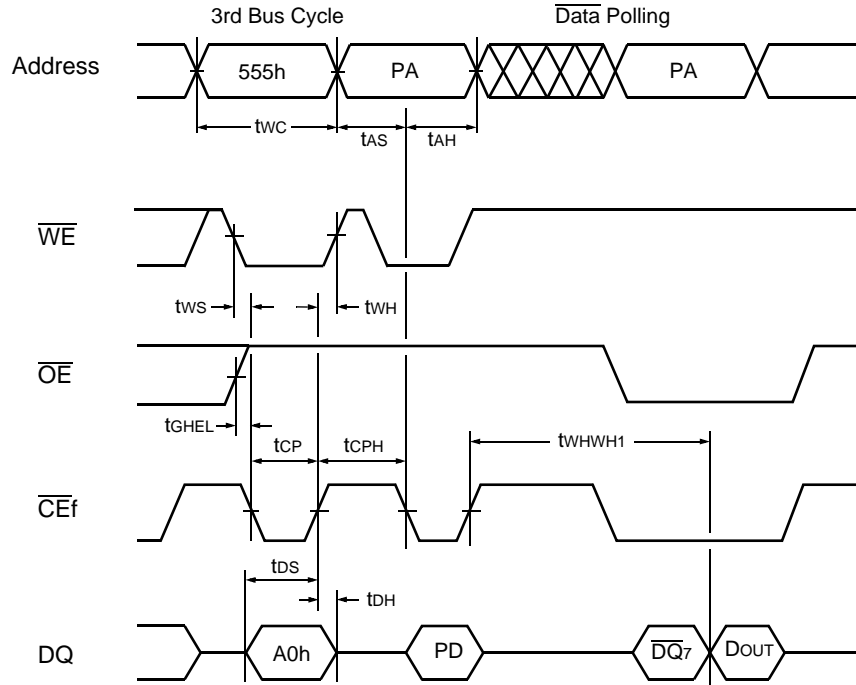 3rd Bus Cycle
Data Polling
Address
555h
PA
PA
tWC
tAS
tAH
WE
tWS
tWH
OE
tGHEL
tCP
tCPH
tWHWH1
CEf
tDS
tDH
DQ
A0h
PD
DQ7
DOUT